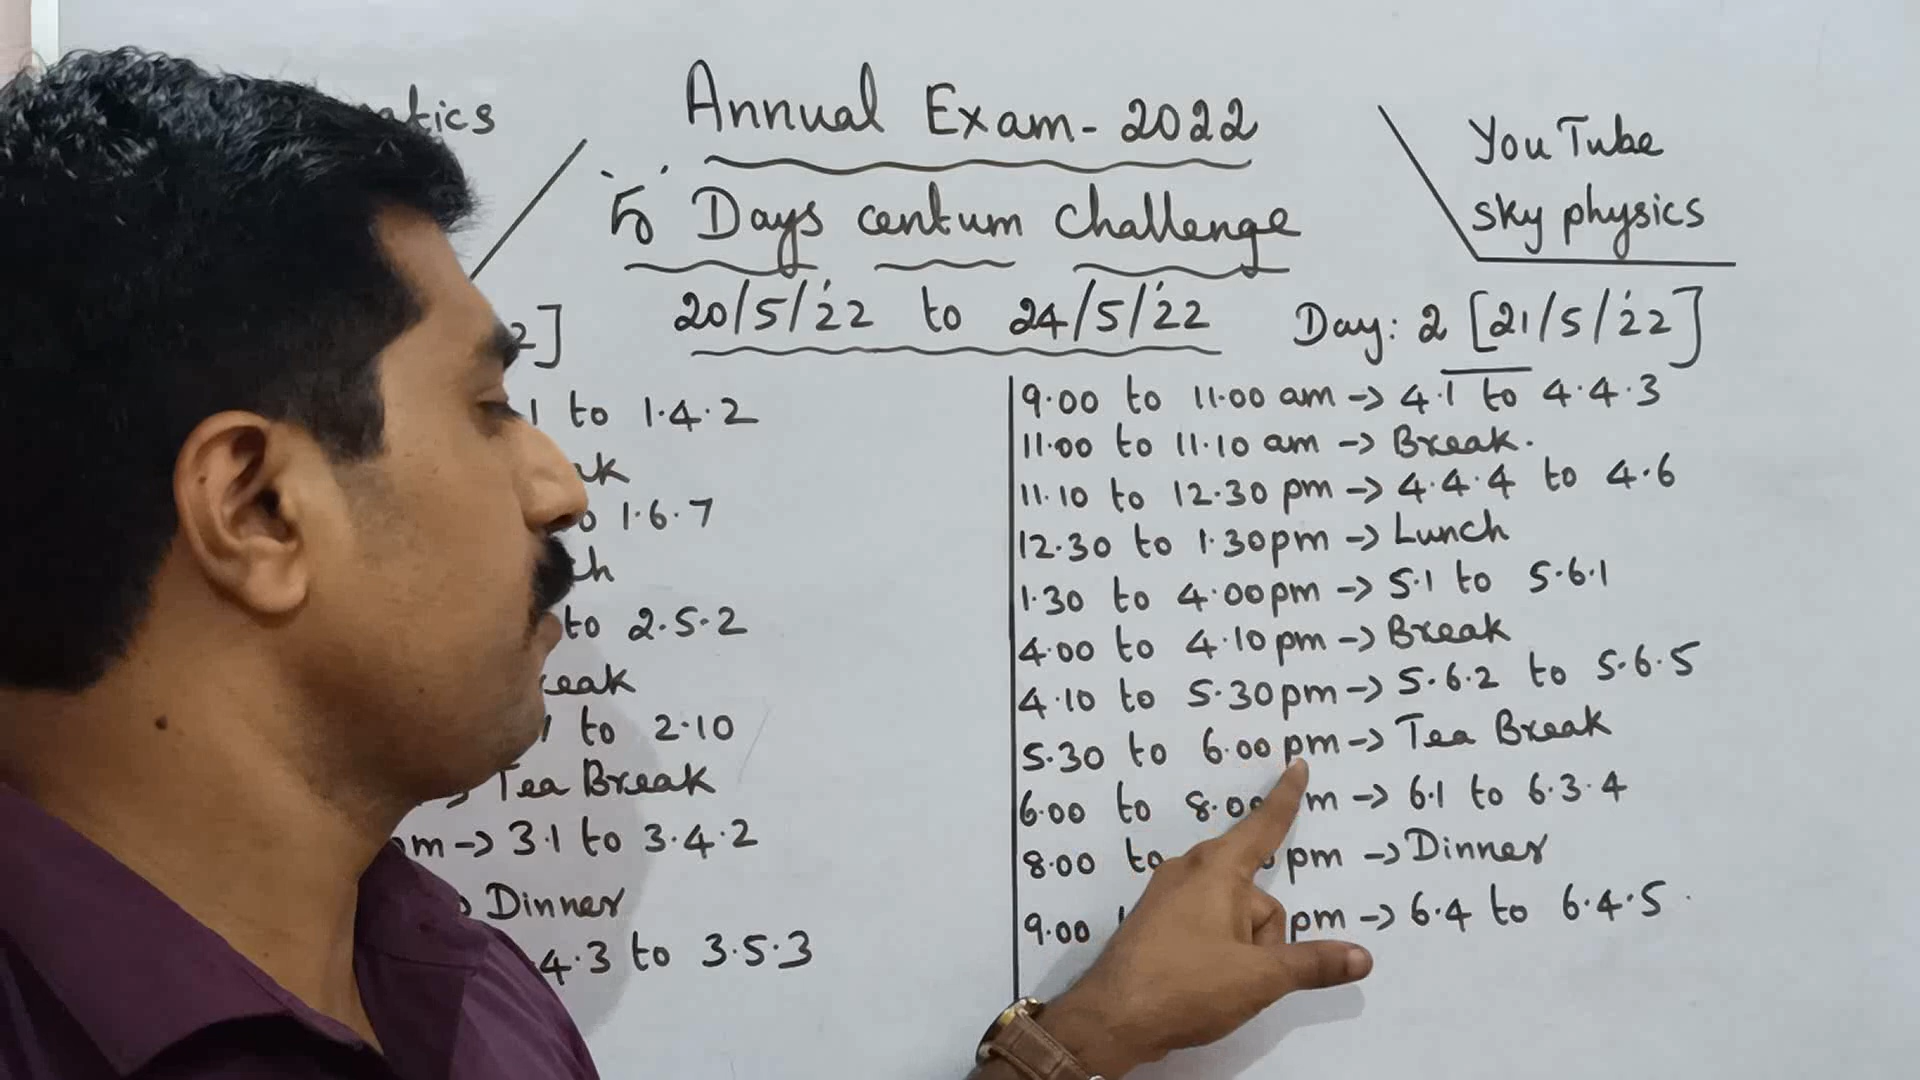 Annual Exam-2022
YouTube
sky physics
5 Days centum challenge
20/5/22 to 24/5/22
1 to 1.4.2
1.6.7
to 2.5.2
1 to 2.10
Tea Break
m→ 3.1 to 3.4.2
Dinner
4.3 to 3.5.3
Day: 2 [21/5/22]
9.00 to 11.00 am → 4.1 to 4.4.3
11.00 to 11.10 am → Break.
11.10 to 12.30 pm → 4.4.4 to 4.6
12.30 to 1.30pm → Lunch
1.30 to 4.00pm → 5.1 to 5.6.1
4.00 to 4.10pm → Break
4.10 to 5.30pm → 5.6.2 to 5.6.5
5.30 to 6.00pm → Tea Break
6.00 to 8.00 m → 6.1 to 6.3.4
8.00 to pm → Dinner
9.00 pm → 6.4 to 6.4.5